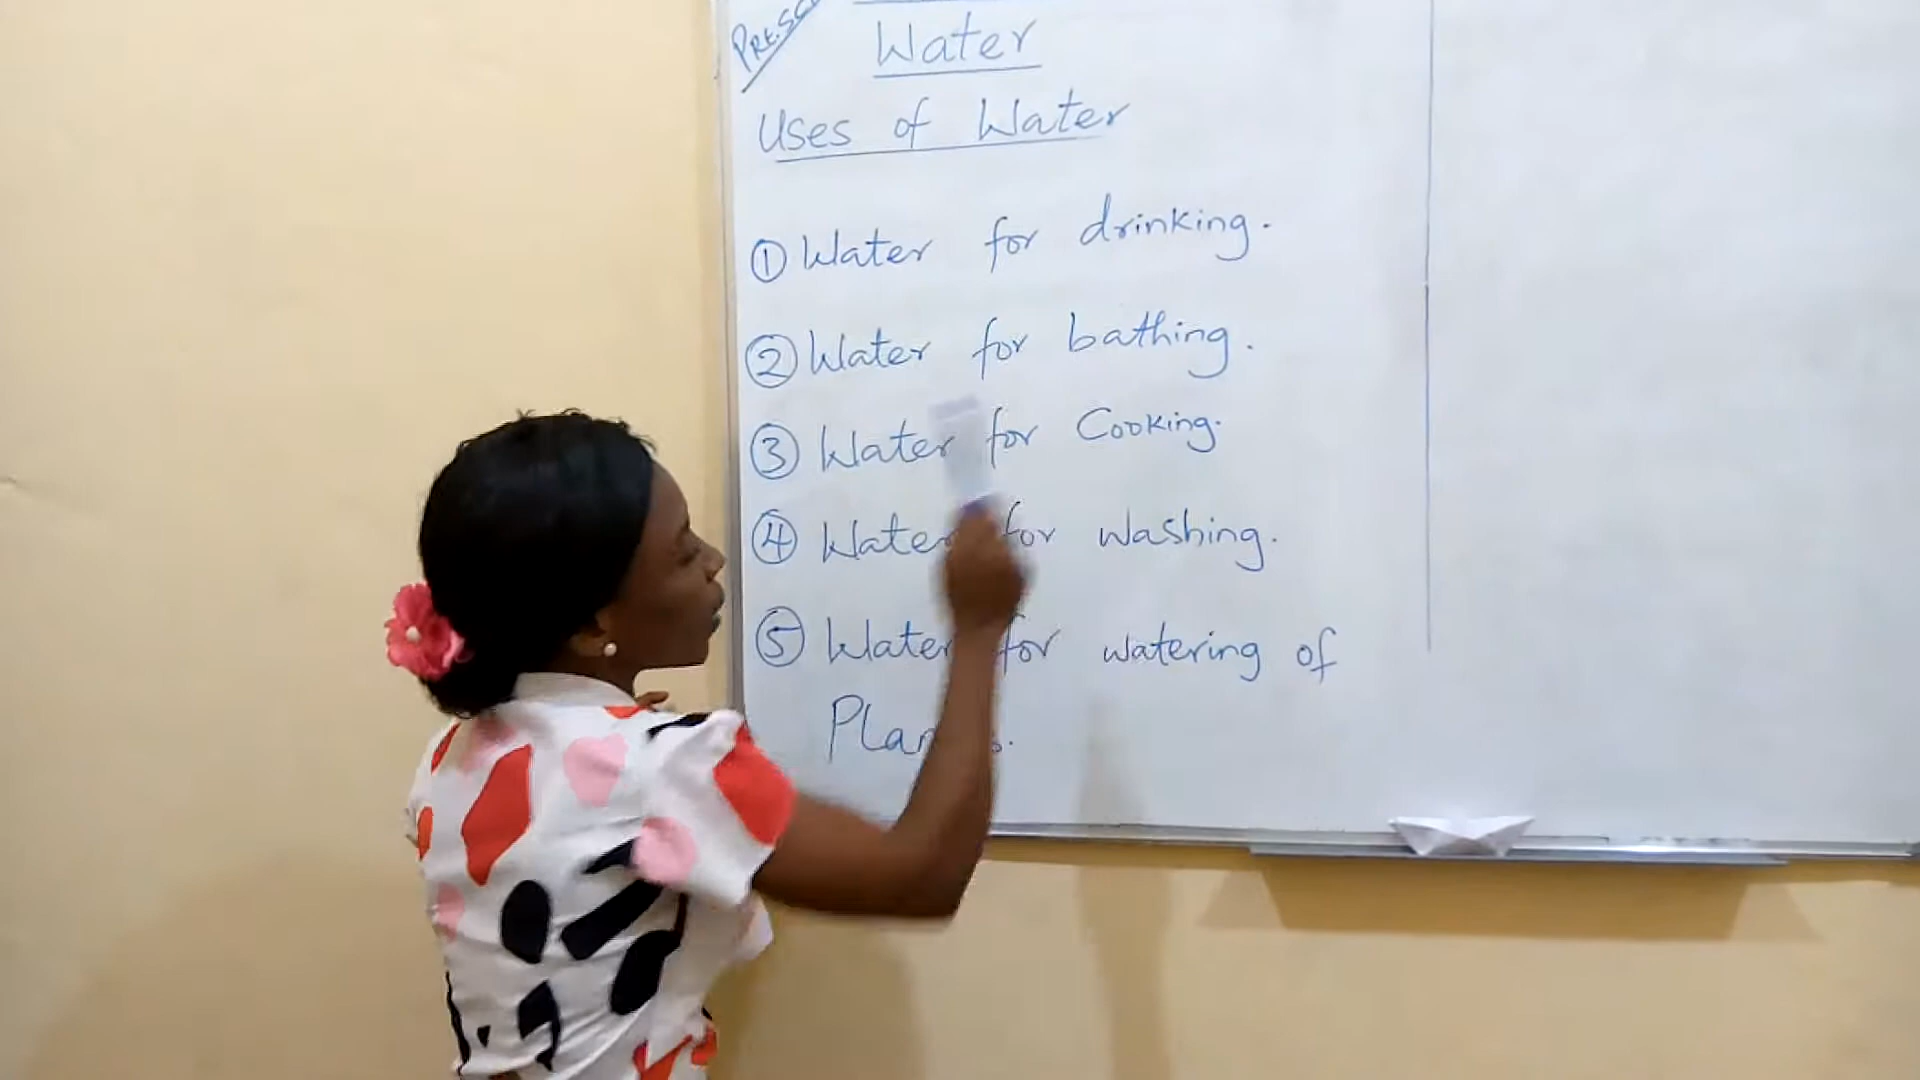 Water
Uses of Water
① Water for drinking.
② Water for bathing.
③ Water for Cooking.
④ Water for washing.
⑤ Water for watering of